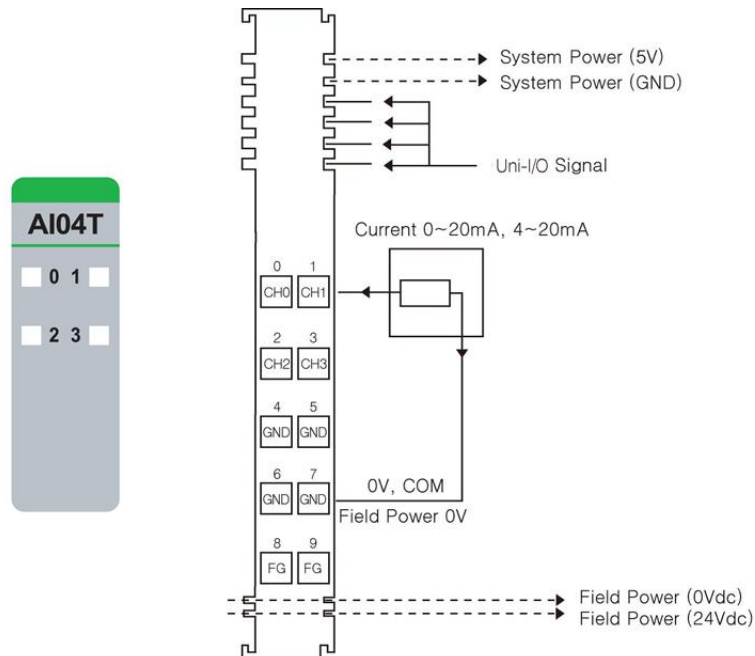 System Power (5V)
System Power (GND)
Uni-I/O Signal
AI04T
0 1
2 3
Current 0~20mA, 4~20mA
0 1
CH0 CH1
2 3
CH2 CH3
4 5
GND GND
6 7
GND GND
0V, COM
Field Power 0V
8 9
FG FG
Field Power (0Vdc)
Field Power (24Vdc)